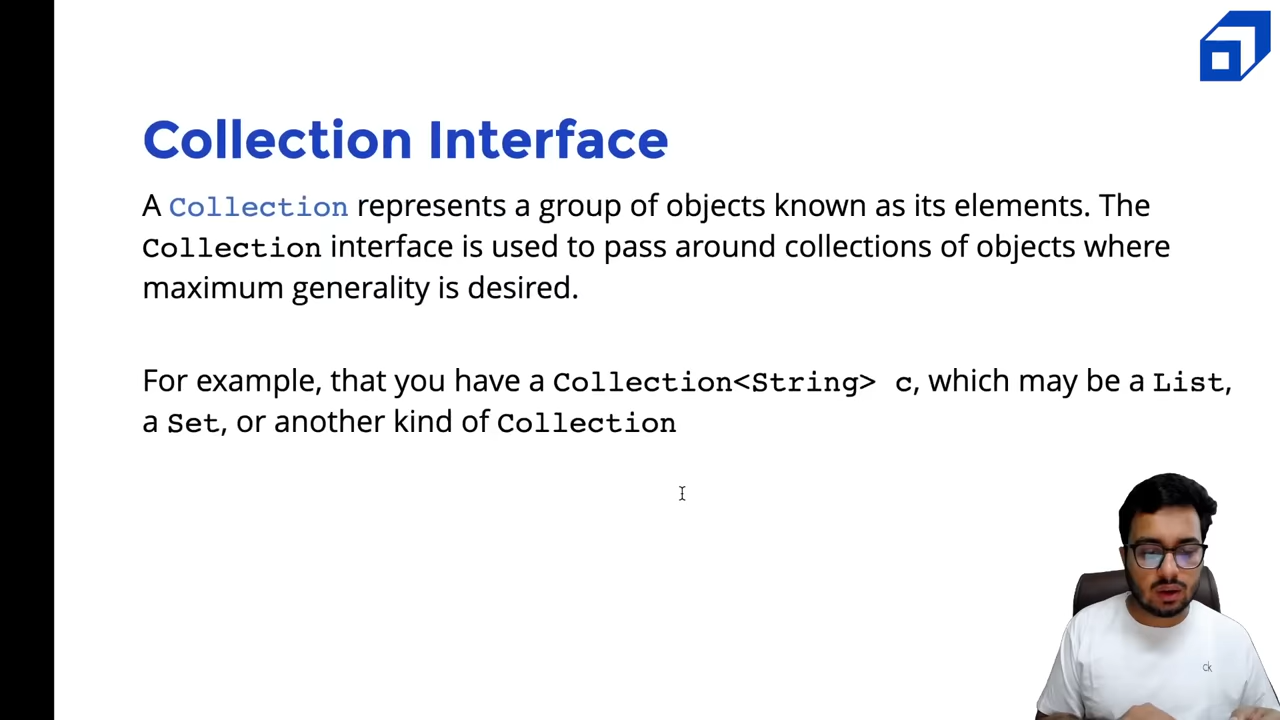 Collection Interface
A Collection represents a group of objects known as its elements. The
Collection interface is used to pass around collections of objects where
maximum generality is desired.
For example, that you have a Collection<String> c, which may be a List,
a Set, or another kind of Collection
ck